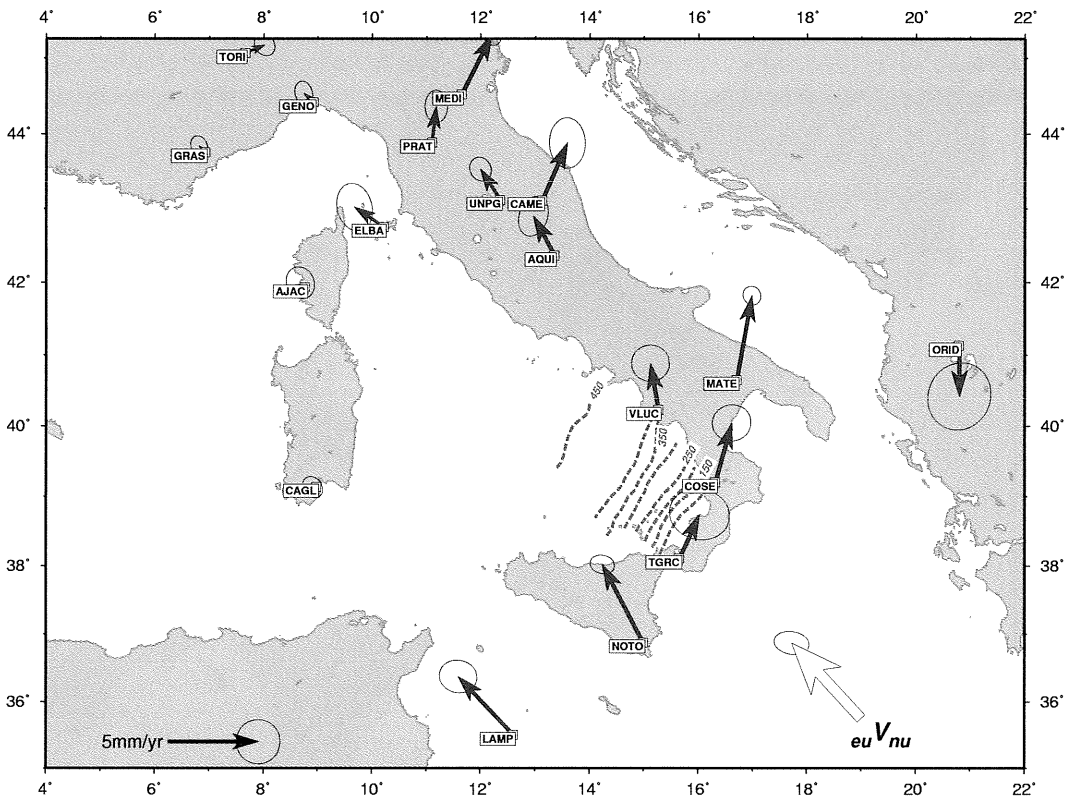 4° 6° 8° 10° 12° 14° 16° 18° 20° 22°
TORI
MEDI
GENO
44° PRAT 44°
GRAS
UNPG CAME
ELBA
AQUI
42° 42°
AJAC
ORID
MATE
450
VLUC
40° 350 40°
250
150
COSE
CAGL
38° TGRC 38°
NOTO
36° 36°
LAMP
5mm/yr
eu V nu
4° 6° 8° 10° 12° 14° 16° 18° 20° 22°